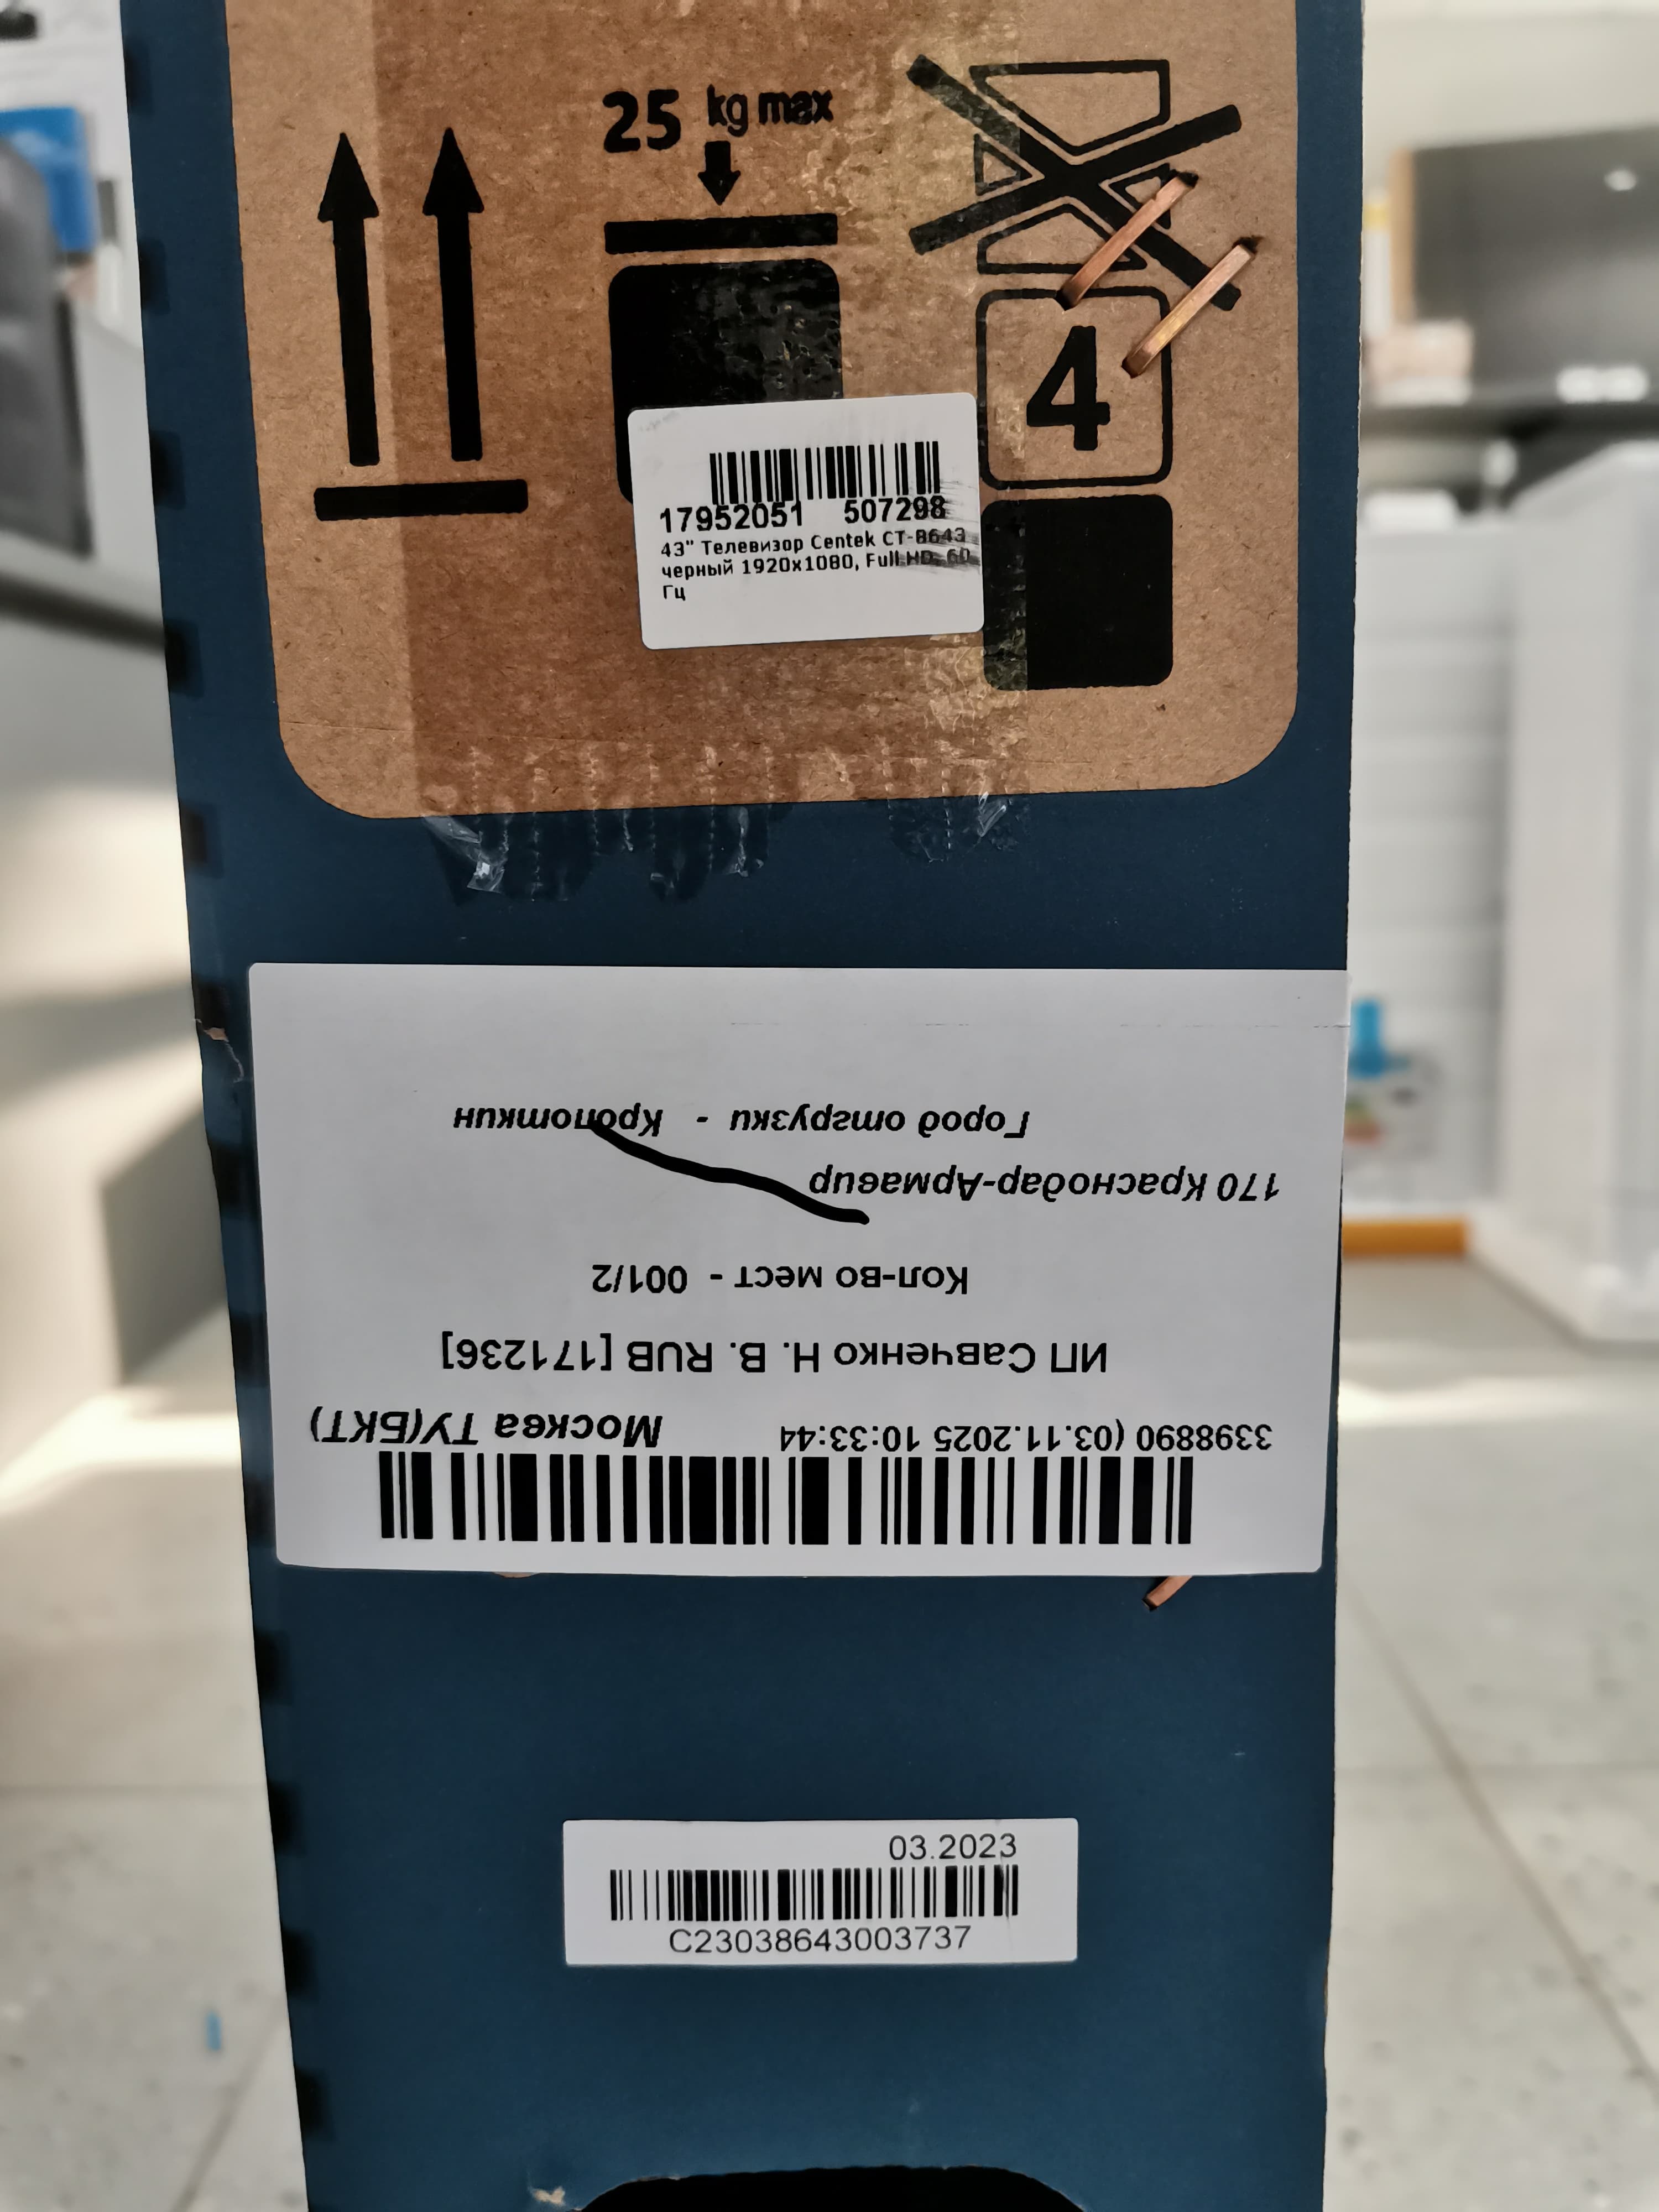 25 kg max
4
17952051 507298
43" Телевизор Centek CT-8643
черный 1920x1080, Full HD, 60
Гц
3398890 (03.11.2025 10:33:44 Москва ТУ(БКТ)
ИП Савченко Н. В. RUB [171236]
Кол-во мест - 001/2
170 Краснодар-Армавир
Город отгрузки - Кропоткин
03.2023
C23038643003737